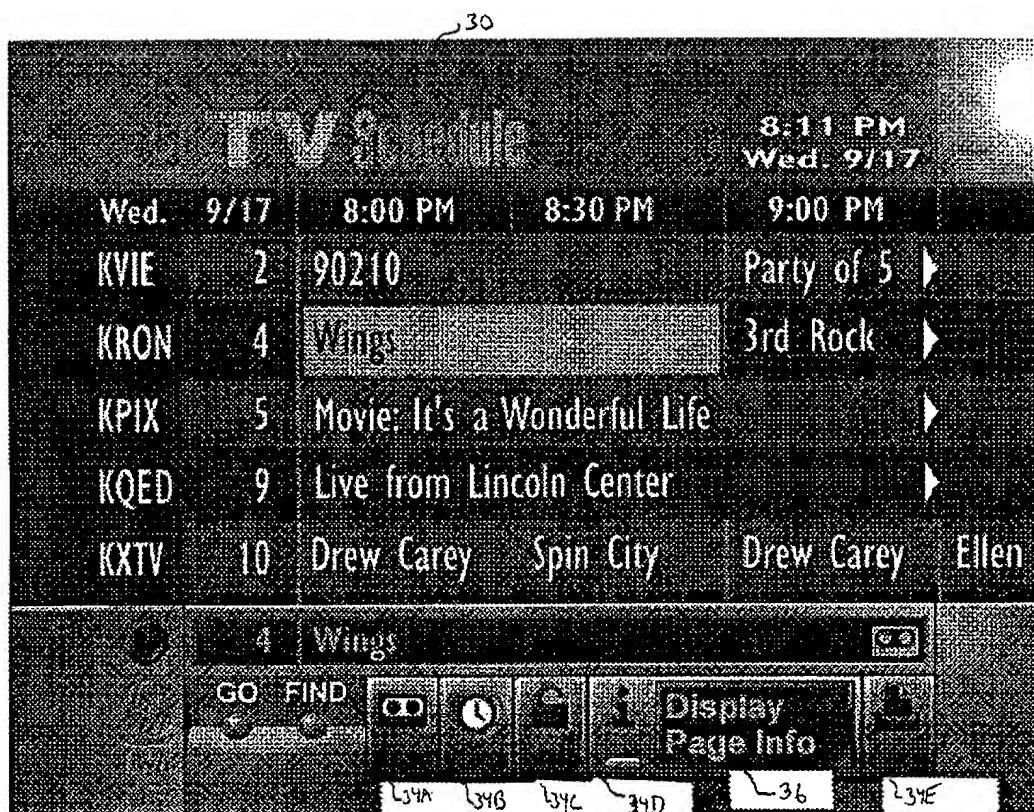 30
TV Schedule
8:11 PM
Wed. 9/17
Wed. 9/17 8:00 PM 8:30 PM 9:00 PM
KVIE 2 90210 Party of 5
KRON 4 Wings 3rd Rock
KPIX 5 Movie: It's a Wonderful Life
KQED 9 Live from Lincoln Center
KXTV 10 Drew Carey Spin City Drew Carey Ellen
4 Wings
GO FIND i Display
Page Info
34A 34B 34C 34D 36 34E